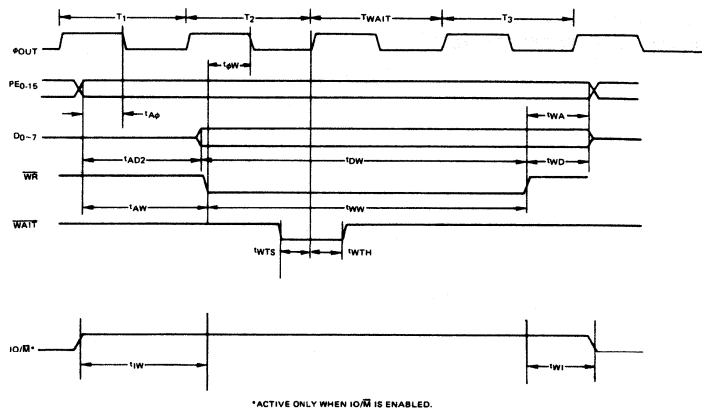 T1 T2 TWAIT T3
φOUT
tφW
PE0-15
tAφ tWA
D0~7
tAD2 tDW tWD
WR
tAW tWW
WAIT
tWTS tWTH
IO/M*
tIW tWI
*ACTIVE ONLY WHEN IO/M IS ENABLED.